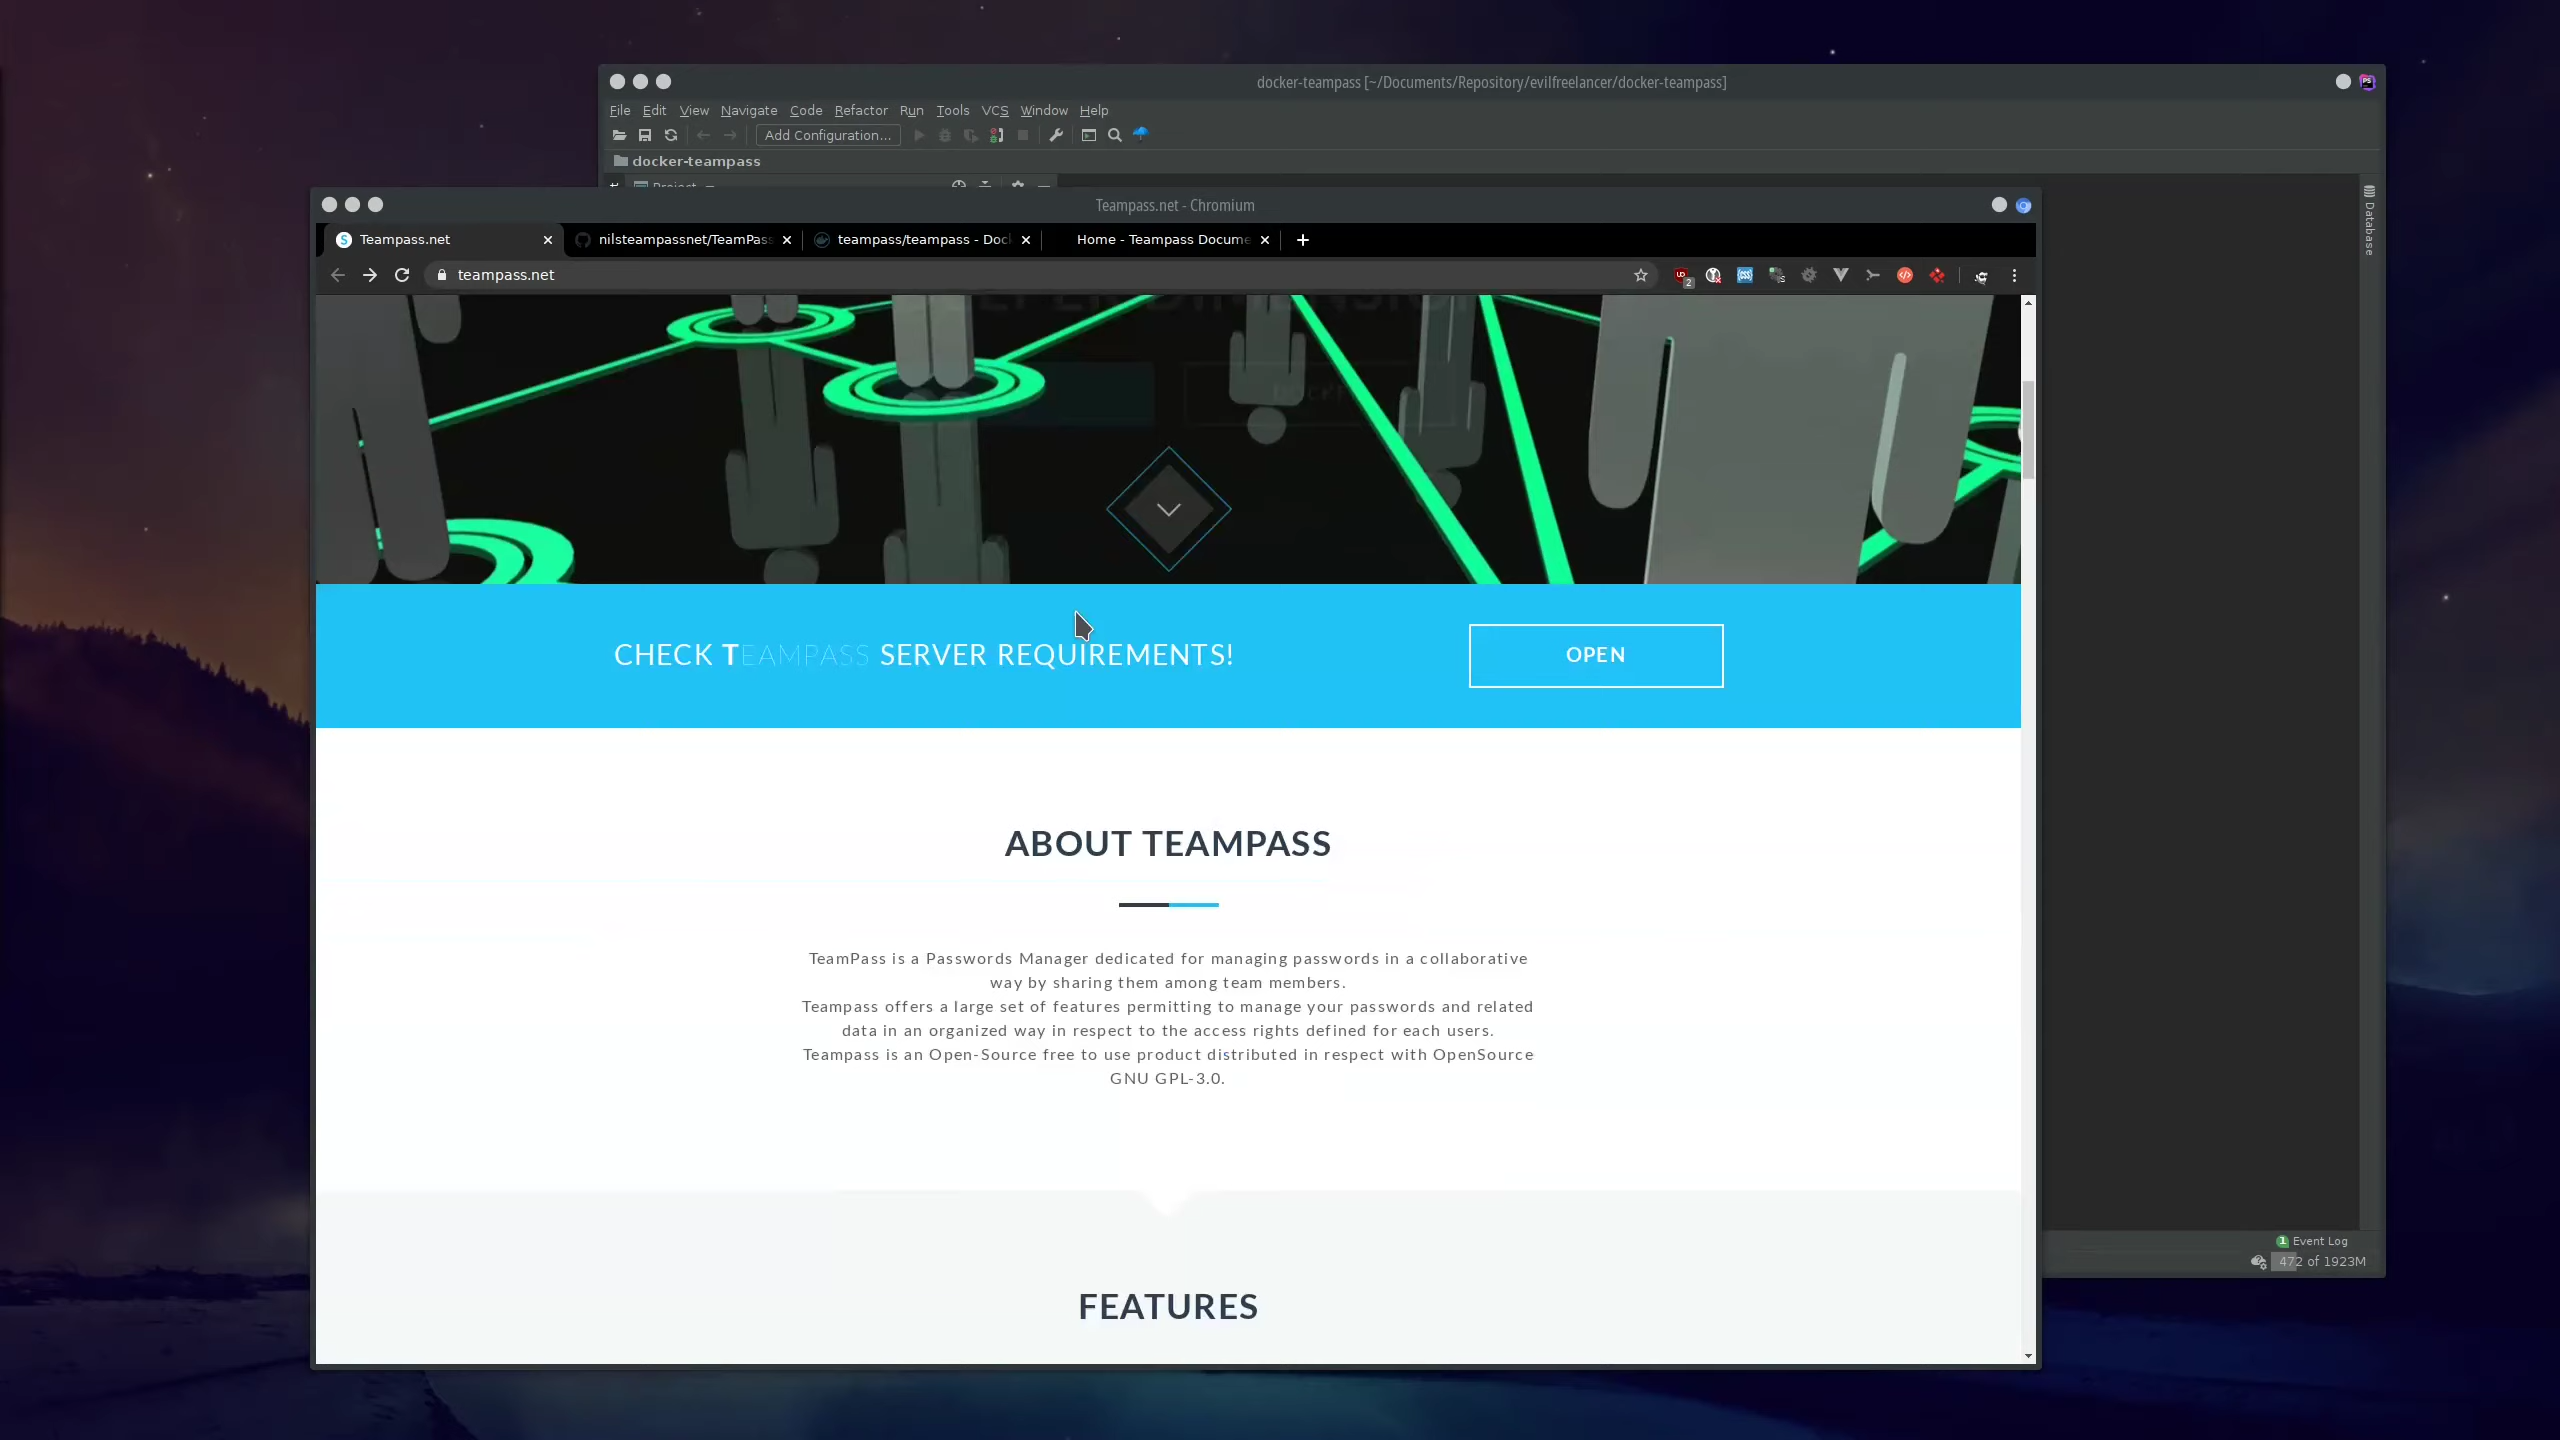 docker-teampass [~/Documents/Repository/evilfreelancer/docker-teampass]
File Edit View Navigate Code Refactor Run Tools VCS Window Help
Add Configuration...
docker-teampass
Project
Database
Teampass.net - Chromium
Teampass.net
nilsteampassnet/TeamPas
teampass/teampass - Doc
Home - Teampass Docume
teampass.net
2
CHECK TEAMPASS SERVER REQUIREMENTS!
OPEN
ABOUT TEAMPASS
TeamPass is a Passwords Manager dedicated for managing passwords in a collaborative
way by sharing them among team members.
Teampass offers a large set of features permitting to manage your passwords and related
data in an organized way in respect to the access rights defined for each users.
Teampass is an Open-Source free to use product distributed in respect with OpenSource
GNU GPL-3.0.
FEATURES
1 Event Log
472 of 1923M